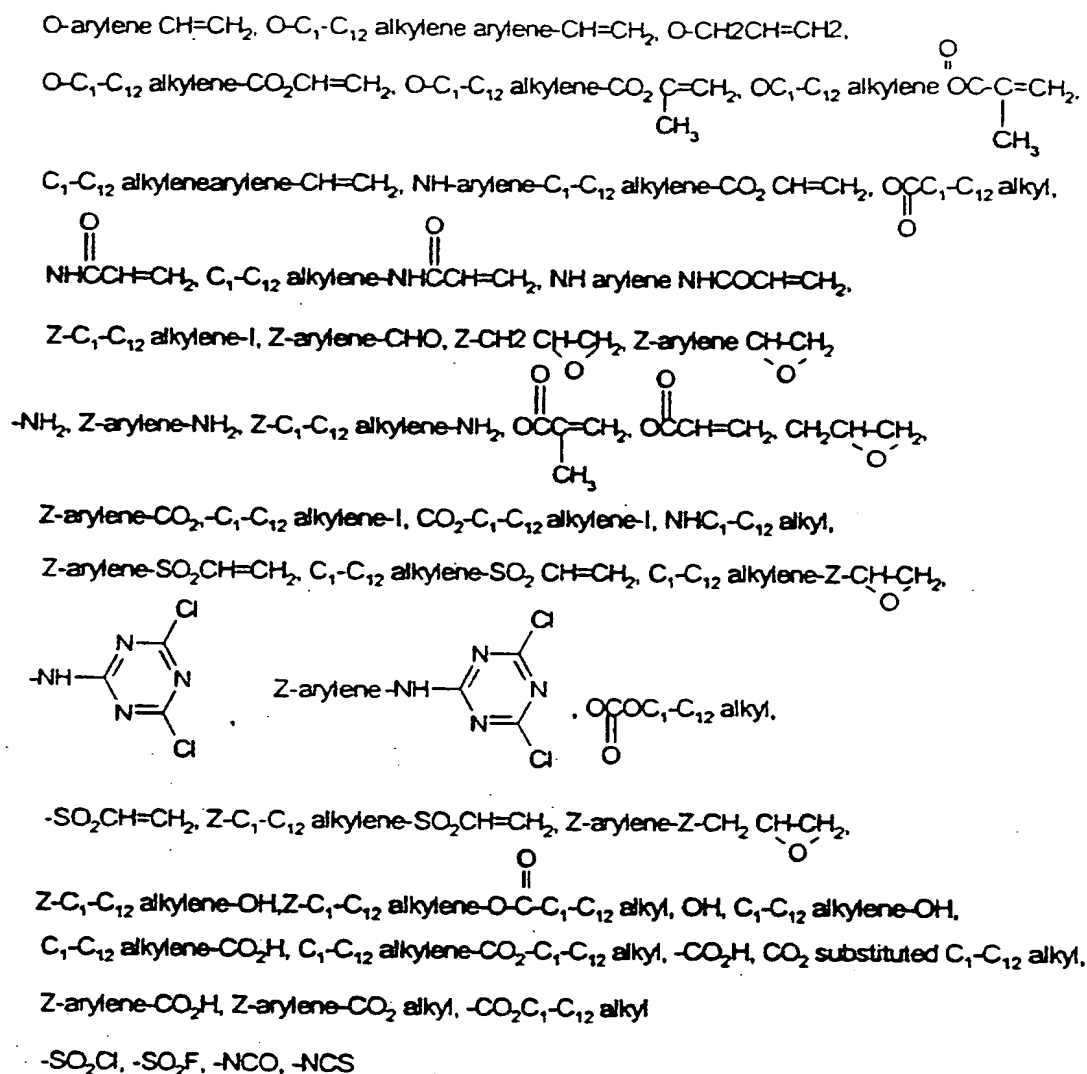 O-arylene CH=CH₂, O-C₁-C₁₂ alkylene arylene-CH=CH₂, O-CH2CH=CH2,
O
O-C₁-C₁₂ alkylene-CO₂CH=CH₂, O-C₁-C₁₂ alkylene-CO₂ C=CH₂, OC₁-C₁₂ alkylene OC-C=CH₂,
CH₃ CH₃
C₁-C₁₂ alkylenearylene-CH=CH₂, NH-arylene-C₁-C₁₂ alkylene-CO₂ CH=CH₂, OCC₁-C₁₂ alkyl,
O
O O
NHCCH=CH₂, C₁-C₁₂ alkylene-NHCCH=CH₂, NH arylene NHCOCH=CH₂,
Z-C₁-C₁₂ alkylene-I, Z-arylene-CHO, Z-CH2 CH-CH₂, Z-arylene CH-CH₂
O O
O O
-NH₂, Z-arylene-NH₂, Z-C₁-C₁₂ alkylene-NH₂, OCC=CH₂, OCCH=CH₂, CH₂CH-CH₂,
CH₃ O
Z-arylene-CO₂,-C₁-C₁₂ alkylene-I, CO₂-C₁-C₁₂ alkylene-I, NHC₁-C₁₂ alkyl,
Z-arylene-SO₂CH=CH₂, C₁-C₁₂ alkylene-SO₂ CH=CH₂, C₁-C₁₂ alkylene-Z-CH-CH₂,
O
Cl Cl
N N
-NH N Z-arylene-NH N
N , N , OCOC₁-C₁₂ alkyl,
Cl Cl O
-SO₂CH=CH₂, Z-C₁-C₁₂ alkylene-SO₂CH=CH₂, Z-arylene-Z-CH₂ CH-CH₂,
O
O
Z-C₁-C₁₂ alkylene-OH,Z-C₁-C₁₂ alkylene-O-C-C₁-C₁₂ alkyl, OH, C₁-C₁₂ alkylene-OH,
C₁-C₁₂ alkylene-CO₂H, C₁-C₁₂ alkylene-CO₂-C₁-C₁₂ alkyl, -CO₂H, CO₂ substituted C₁-C₁₂ alkyl,
Z-arylene-CO₂H, Z-arylene-CO₂ alkyl, -CO₂C₁-C₁₂ alkyl
-SO₂Cl, -SO₂F, -NCO, -NCS